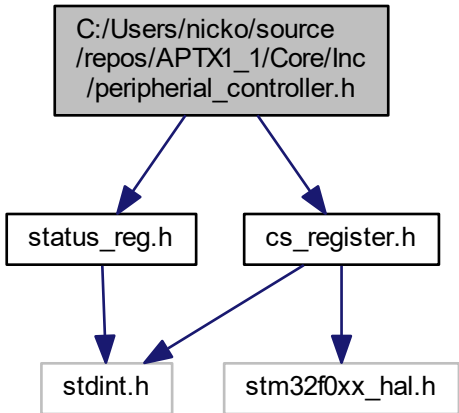 C:/Users/nicko/source
/repos/APTX1_1/Core/Inc
/peripherial_controller.h
status_reg.h
cs_register.h
stdint.h
stm32f0xx_hal.h